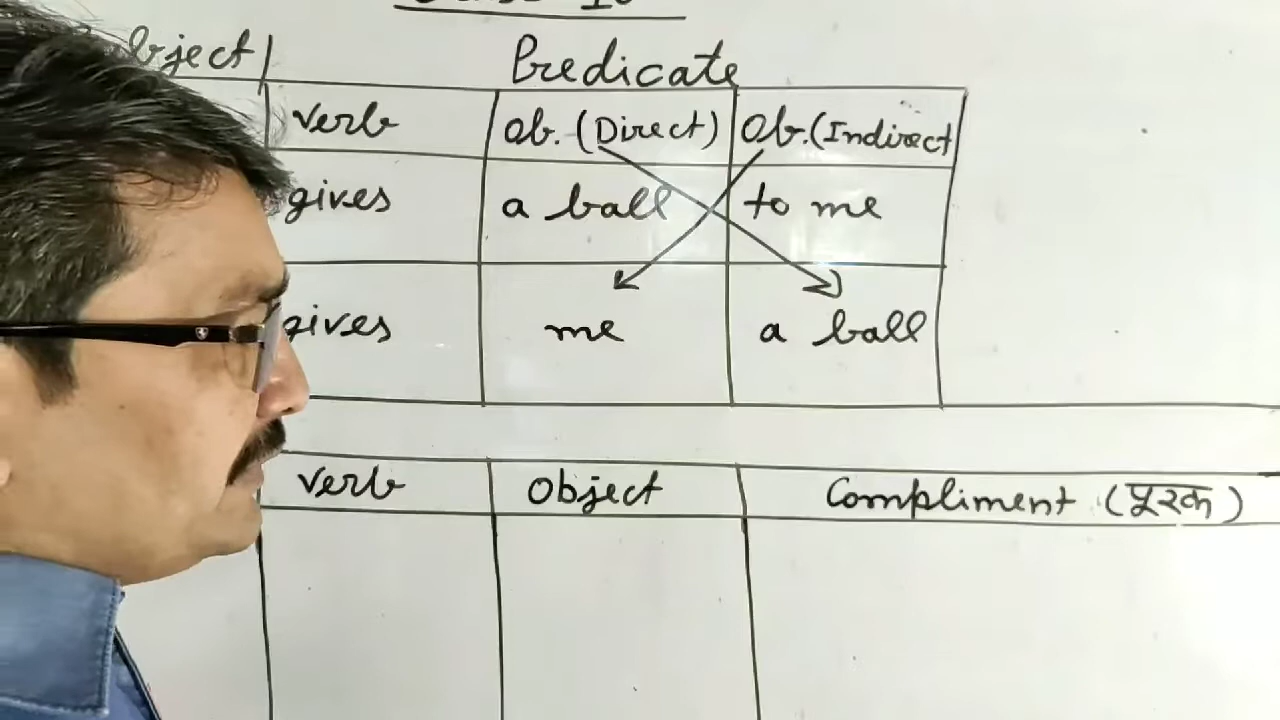 Predicate
verb ob. (Direct) Ob. (Indirect
gives a ball to me
gives me a ball
verb Object Compliment (पूरक)